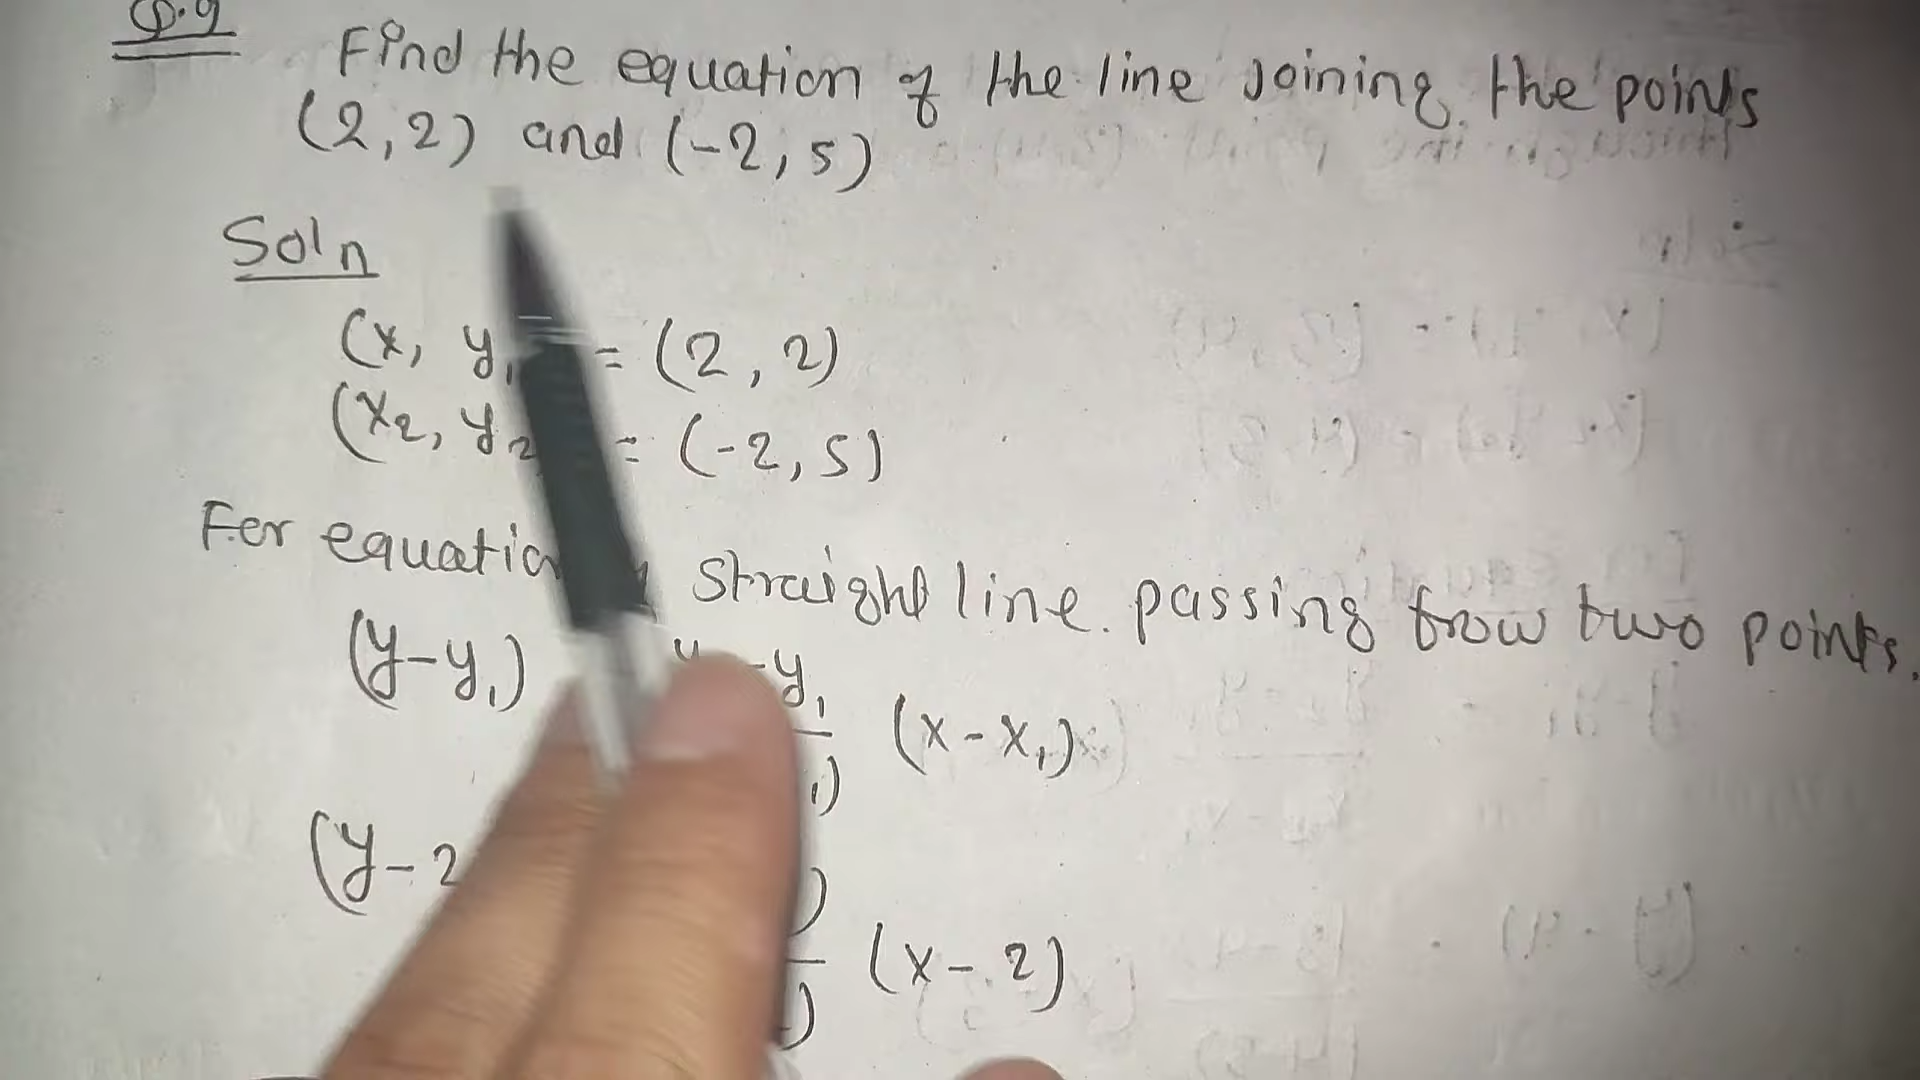 Q.9
Find the equation of the line Joining the points
(2,2) and (-2,5)
Soln
(x, y, = (2,2)
(x2, y2 = (-2,5)
For straight line. passing from two points.
(y-y1) -y1 (x-x1)
1)
(y-2 ) (x-2)
)